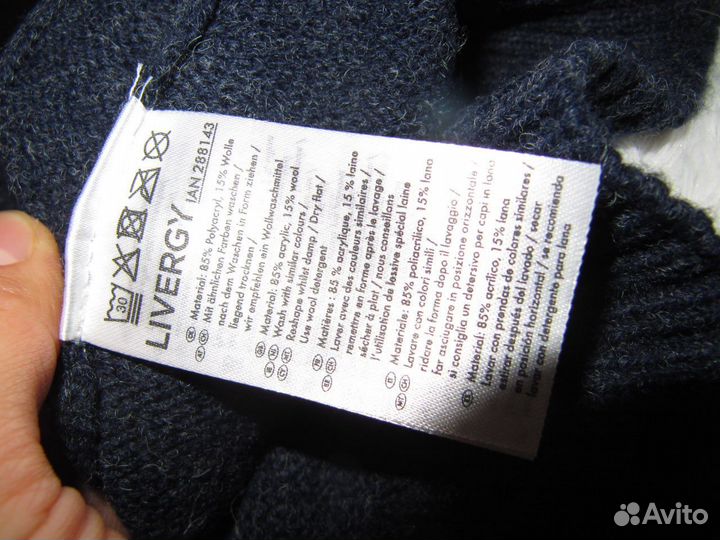 30
LIVERGY IAN 288143
Material: 85% Polyacryl, 15% Wolle
Mit ähnlichen Farben waschen /
nach dem Waschen in Form ziehen /
liegend trocknen /
wir empfehlen ein Wollwaschmittel
Material: 85% acrylic, 15% wool
Wash with similar colours /
Reshape whilst damp / Dry flat /
Use wool detergent
Matières: 85 % acrylique, 15 % laine
Laver avec des couleurs similaires /
remettre en forme après le lavage /
sécher à plat / nous conseillons
l'utilisation de lessive spécial laine
Materiale: 85% poliacrilico, 15% lana
Lavare con colori simili /
ridare la forma dopo il lavaggio /
far asciugare in posizione orizzontale /
si consiglia un detersivo per capi in lana
Material: 85% acrílico, 15% lana
Lavar con prendas de colores similares /
estirar después del lavado / secar
en posición horizontal / se recomienda
lavar con detergente para lana
Avito